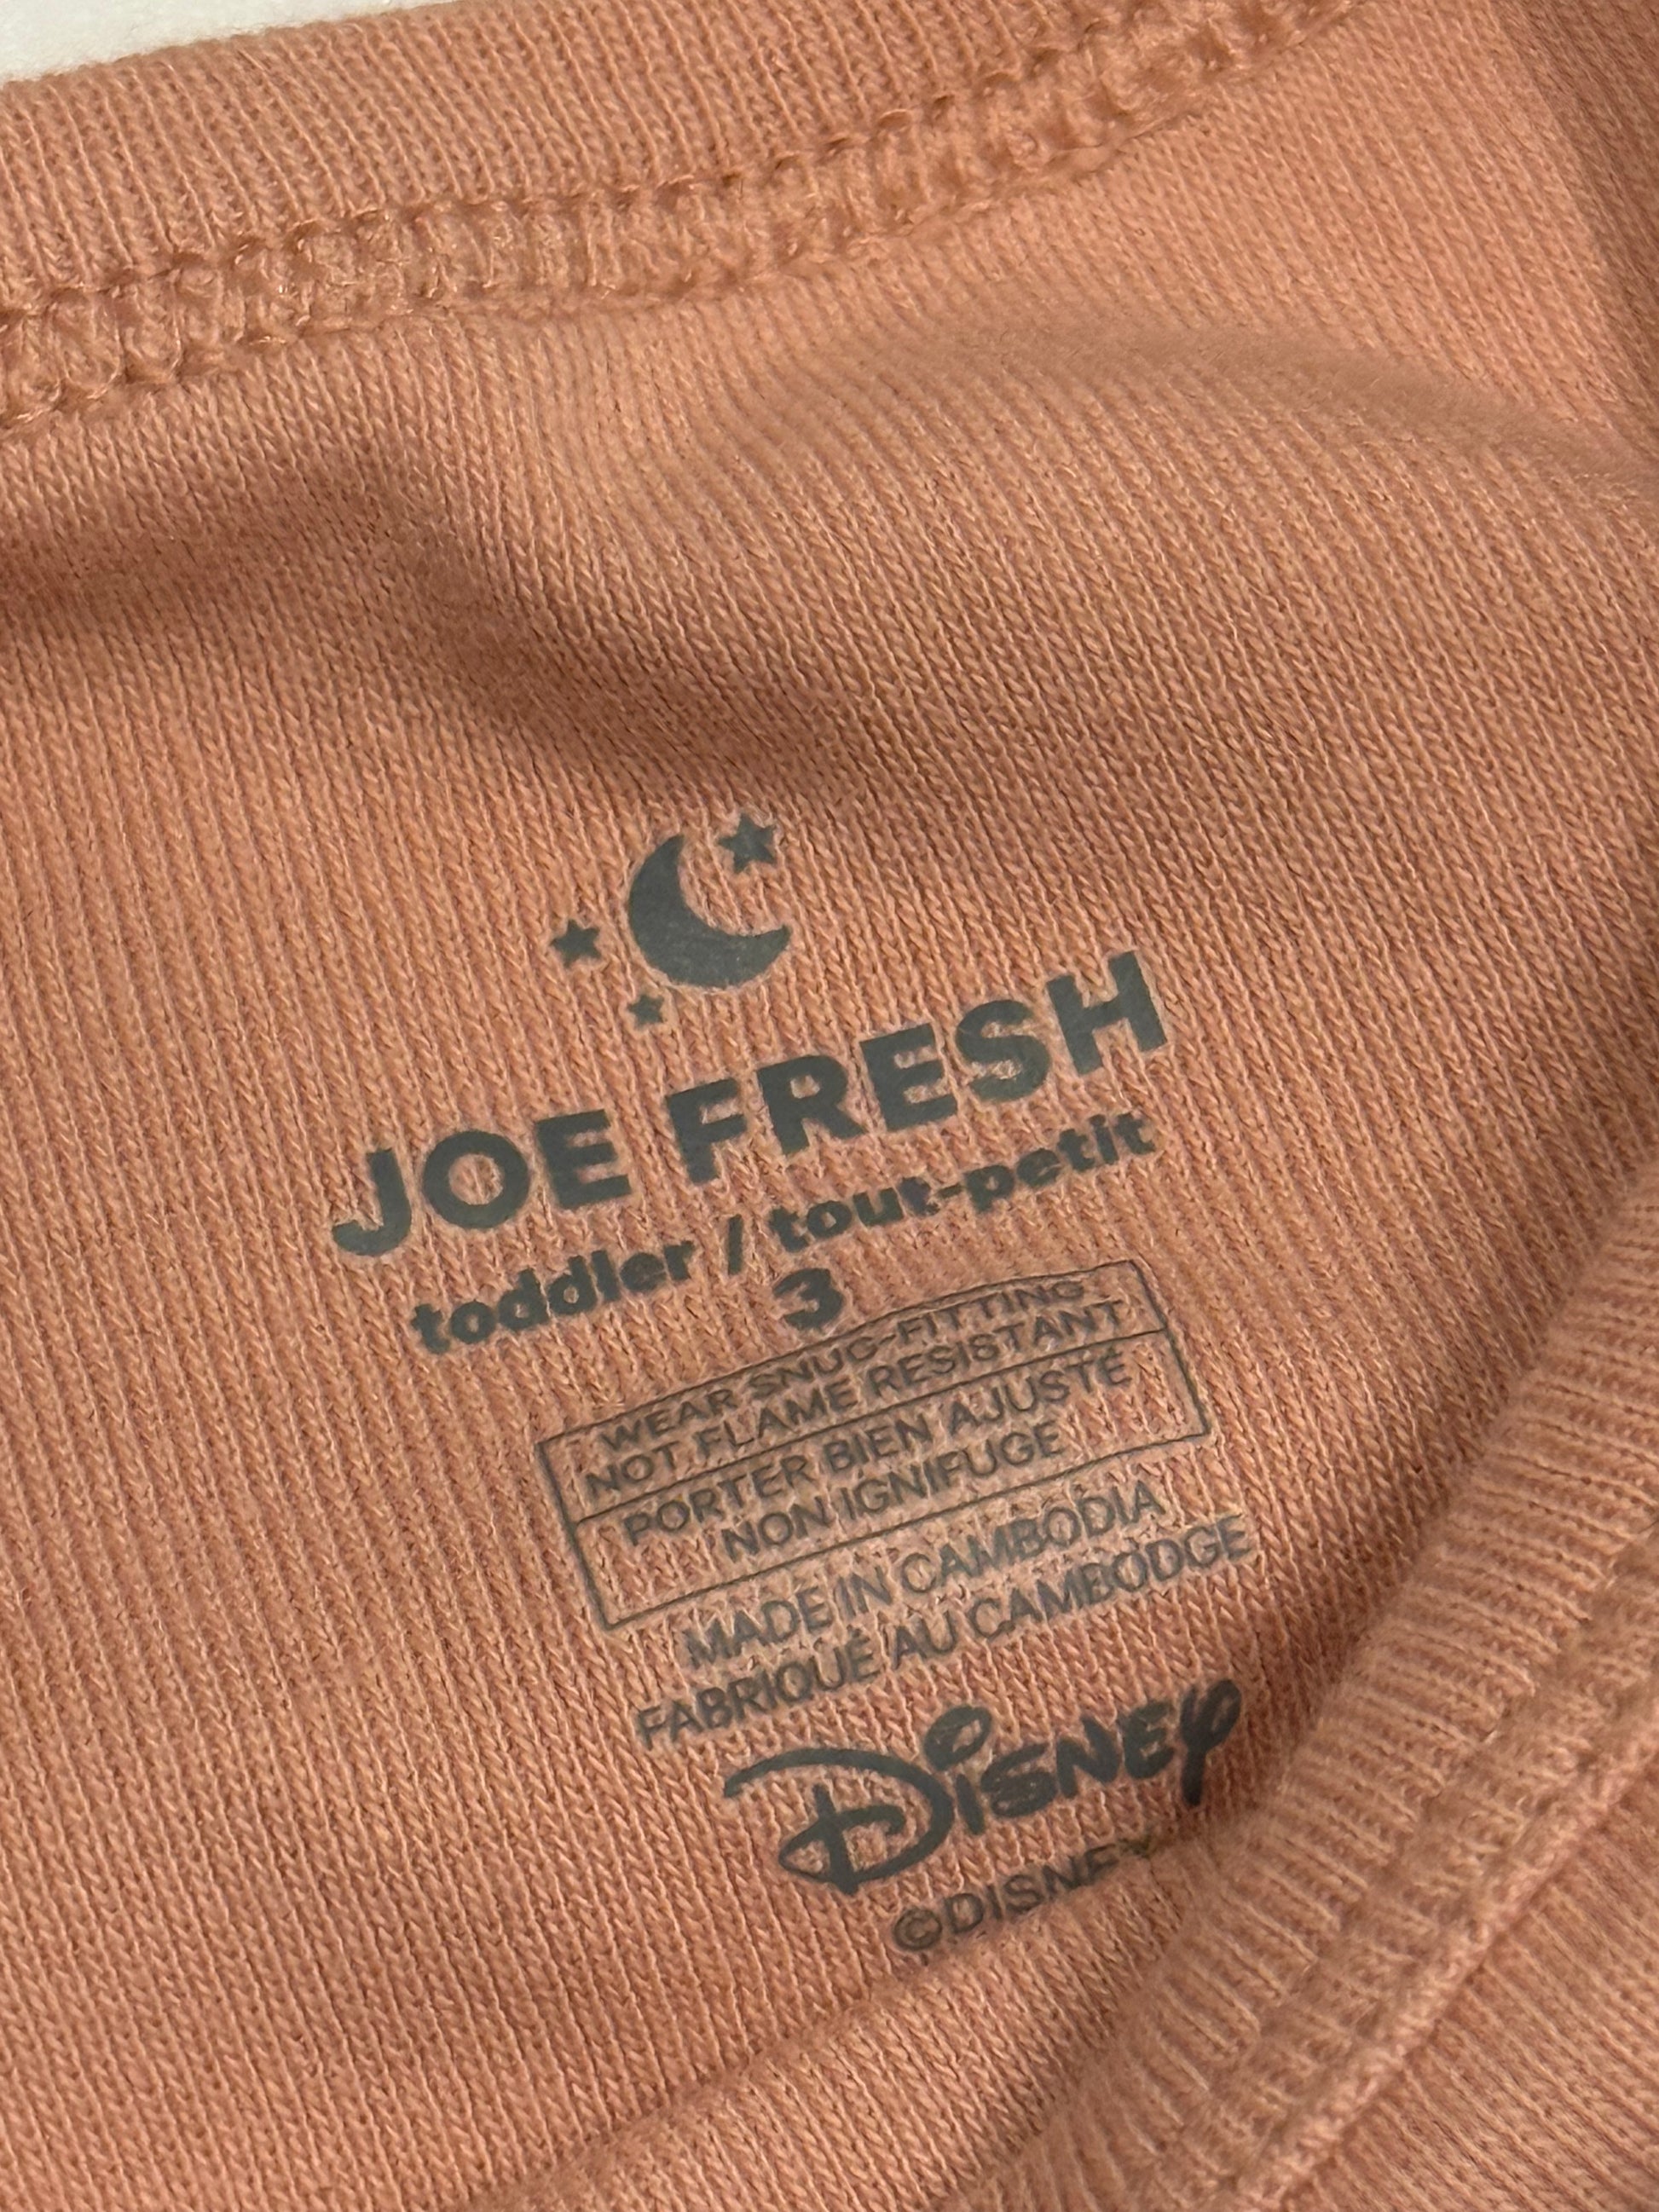 JOE FRESH
toddler / tout-petit
3
WEAR SNUG-FITTING
NOT FLAME RESISTANT
PORTER BIEN AJUSTÉ
NON IGNIFUGE
MADE IN CAMBODIA
FABRIQUÉ AU CAMBODGE
Disney
©DISNEY